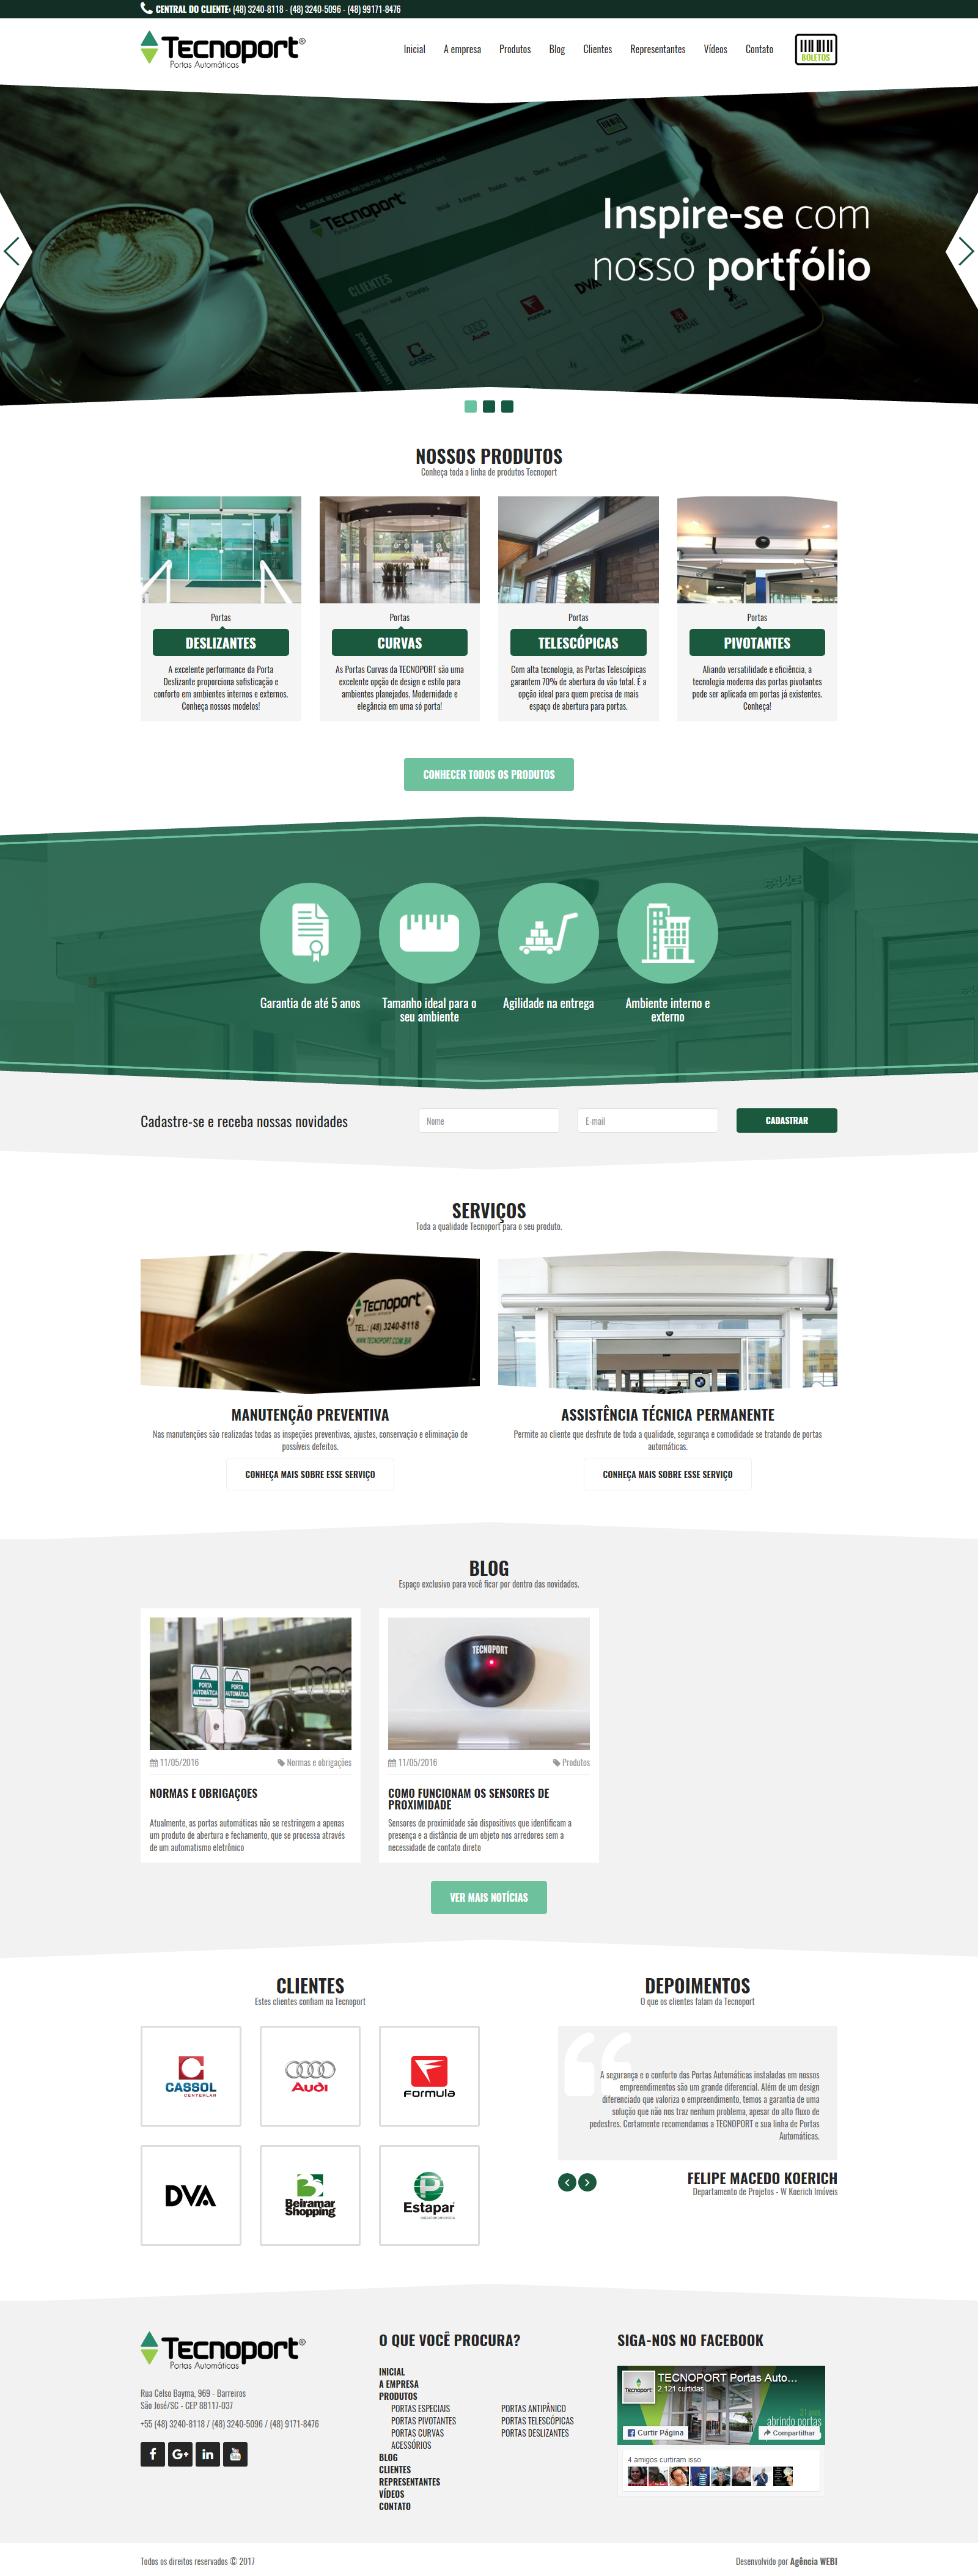 CENTRAL DO CLIENTE: (48) 3240-8118 - (48) 3240-5096 - (48) 99171-8476
Tecnoport®
Portas Automáticas
Inicial A empresa Produtos Blog Clientes Representantes Vídeos Contato
BOLETOS
Tecnoport
CLIENTES
CASSOL
Audi
Formula
DVA
PRIME
Inspire-se com
nosso portfólio
NOSSOS PRODUTOS
Conheça toda a linha de produtos Tecnoport
Portas
DESLIZANTES
A excelente performance da Porta
Deslizante proporciona sofisticação e
conforto em ambientes internos e externos.
Conheça nossos modelos!
Portas
CURVAS
As Portas Curvas da TECNOPORT são uma
excelente opção de design e estilo para
ambientes planejados. Modernidade e
elegância em uma só porta!
Portas
TELESCÓPICAS
Com alta tecnologia, as Portas Telescópicas
garantem 70% de abertura do vão total. É a
opção ideal para quem precisa de mais
espaço de abertura para portas.
Portas
PIVOTANTES
Aliando versatilidade e eficiência, a
tecnologia moderna das portas pivotantes
pode ser aplicada em portas já existentes.
Conheça!
CONHECER TODOS OS PRODUTOS
Garantia de até 5 anos
Tamanho ideal para o
seu ambiente
Agilidade na entrega
Ambiente interno e
externo
Cadastre-se e receba nossas novidades
Nome
E-mail
CADASTRAR
SERVIÇOS
Toda a qualidade Tecnoport para o seu produto.
Tecnoport
TEL.: (48) 3240-8118
WWW.TECNOPORT.COM.BR
MANUTENÇÃO PREVENTIVA
Nas manutenções são realizadas todas as inspeções preventivas, ajustes, conservação e eliminação de
possíveis defeitos.
CONHEÇA MAIS SOBRE ESSE SERVIÇO
ASSISTÊNCIA TÉCNICA PERMANENTE
Permite ao cliente que desfrute de toda a qualidade, segurança e comodidade se tratando de portas
automáticas.
CONHEÇA MAIS SOBRE ESSE SERVIÇO
BLOG
Espaço exclusivo para você ficar por dentro das novidades.
PORTA
AUTOMÁTICA
PORTA
AUTOMÁTICA
11/05/2016 Normas e obrigações
NORMAS E OBRIGAÇOES
Atualmente, as portas automáticas não se restringem a apenas
um produto de abertura e fechamento, que se processa através
de um automatismo eletrônico
TECNOPORT
11/05/2016 Produtos
COMO FUNCIONAM OS SENSORES DE
PROXIMIDADE
Sensores de proximidade são dispositivos que identificam a
presença e a distância de um objeto nos arredores sem a
necessidade de contato direto
VER MAIS NOTÍCIAS
CLIENTES
Estes clientes confiam na Tecnoport
CASSOL
CENTERLAR
Audi
Formula
DVA
Beiramar
Shopping
Estapar
DEPOIMENTOS
O que os clientes falam da Tecnoport
A segurança e o conforto das Portas Automáticas instaladas em nossos
empreendimentos são um grande diferencial. Além de um design
diferenciado que valoriza o empreendimento, temos a garantia de uma
solução que não nos traz nenhum problema, apesar do alto fluxo de
pedestres. Certamente recomendamos a TECNOPORT e sua linha de Portas
Automáticas.
FELIPE MACEDO KOERICH
Departamento de Projetos - W Koerich Imóveis
Tecnoport®
Portas Automáticas
Rua Celso Bayma, 969 - Barreiros
São José/SC - CEP 88117-037
+55 (48) 3240-8118 / (48) 3240-5096 / (48) 9171-8476
O QUE VOCÊ PROCURA?
INICIAL
A EMPRESA
PRODUTOS
PORTAS ESPECIAIS PORTAS ANTIPÂNICO
PORTAS PIVOTANTES PORTAS TELESCÓPICAS
PORTAS CURVAS PORTAS DESLIZANTES
ACESSÓRIOS
BLOG
CLIENTES
REPRESENTANTES
VÍDEOS
CONTATO
SIGA-NOS NO FACEBOOK
Tecnoport
TECNOPORT Portas Auto...
2.121 curtidas
21 anos
abrindo portas
Curtir Página
Compartilhar
4 amigos curtiram isso
Todos os direitos reservados © 2017
Desenvolvido por Agência WEBI